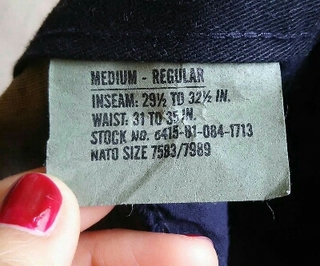 MEDIUM - REGULAR
INSEAM: 29½ TO 32½ IN.
WAIST: 31 TO 35 IN.
STOCK NO. 8415-01-084-1713
NATO SIZE 7583/7989